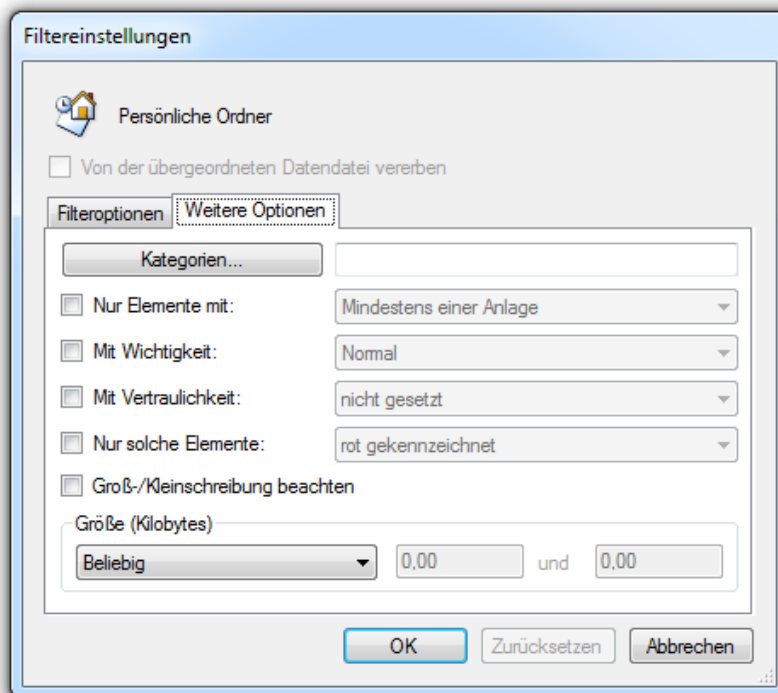 Filtereinstellungen
Persönliche Ordner
Von der übergeordneten Datendatei vererben
Filteroptionen Weitere Optionen
Kategorien...
Nur Elemente mit: Mindestens einer Anlage
Mit Wichtigkeit: Normal
Mit Vertraulichkeit: nicht gesetzt
Nur solche Elemente: rot gekennzeichnet
Groß-/Kleinschreibung beachten
Größe (Kilobytes)
Beliebig 0,00 und 0,00
OK Zurücksetzen Abbrechen